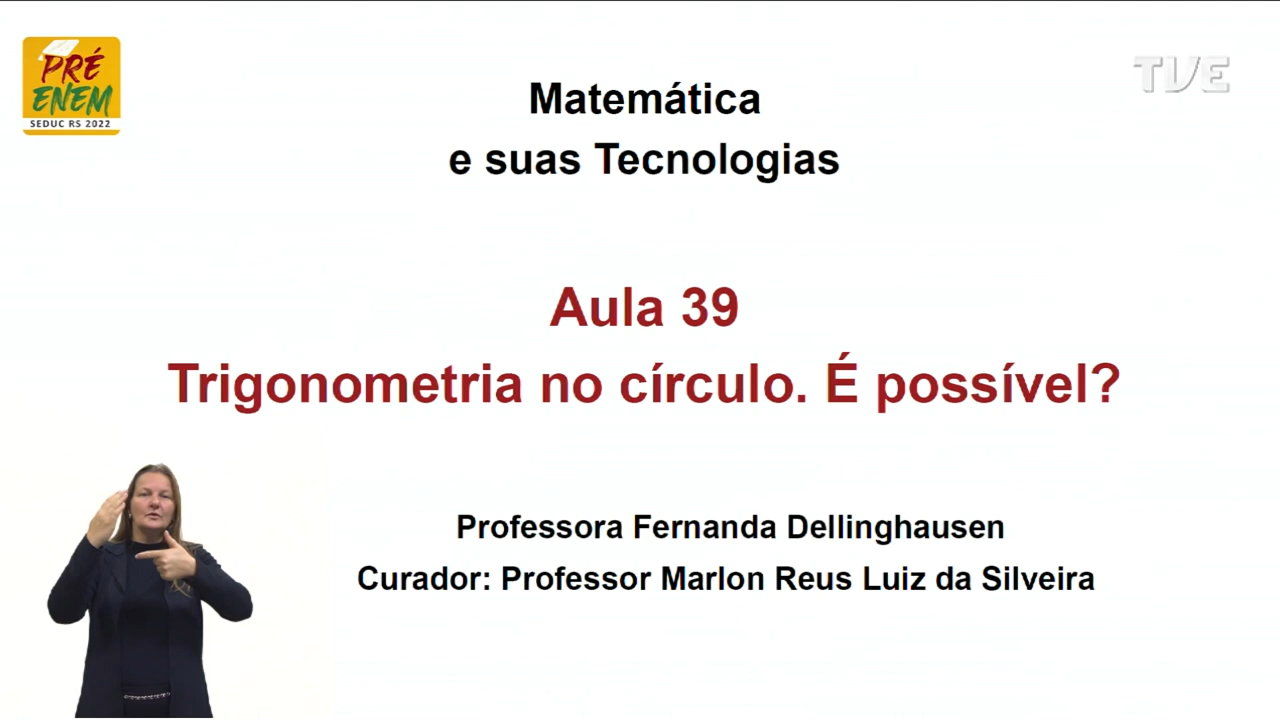 PRÉ
ENEM
SEDUC RS 2022
TVE
Matemática
e suas Tecnologias
Aula 39
Trigonometria no círculo. É possível?
Professora Fernanda Dellinghausen
Curador: Professor Marlon Reus Luiz da Silveira